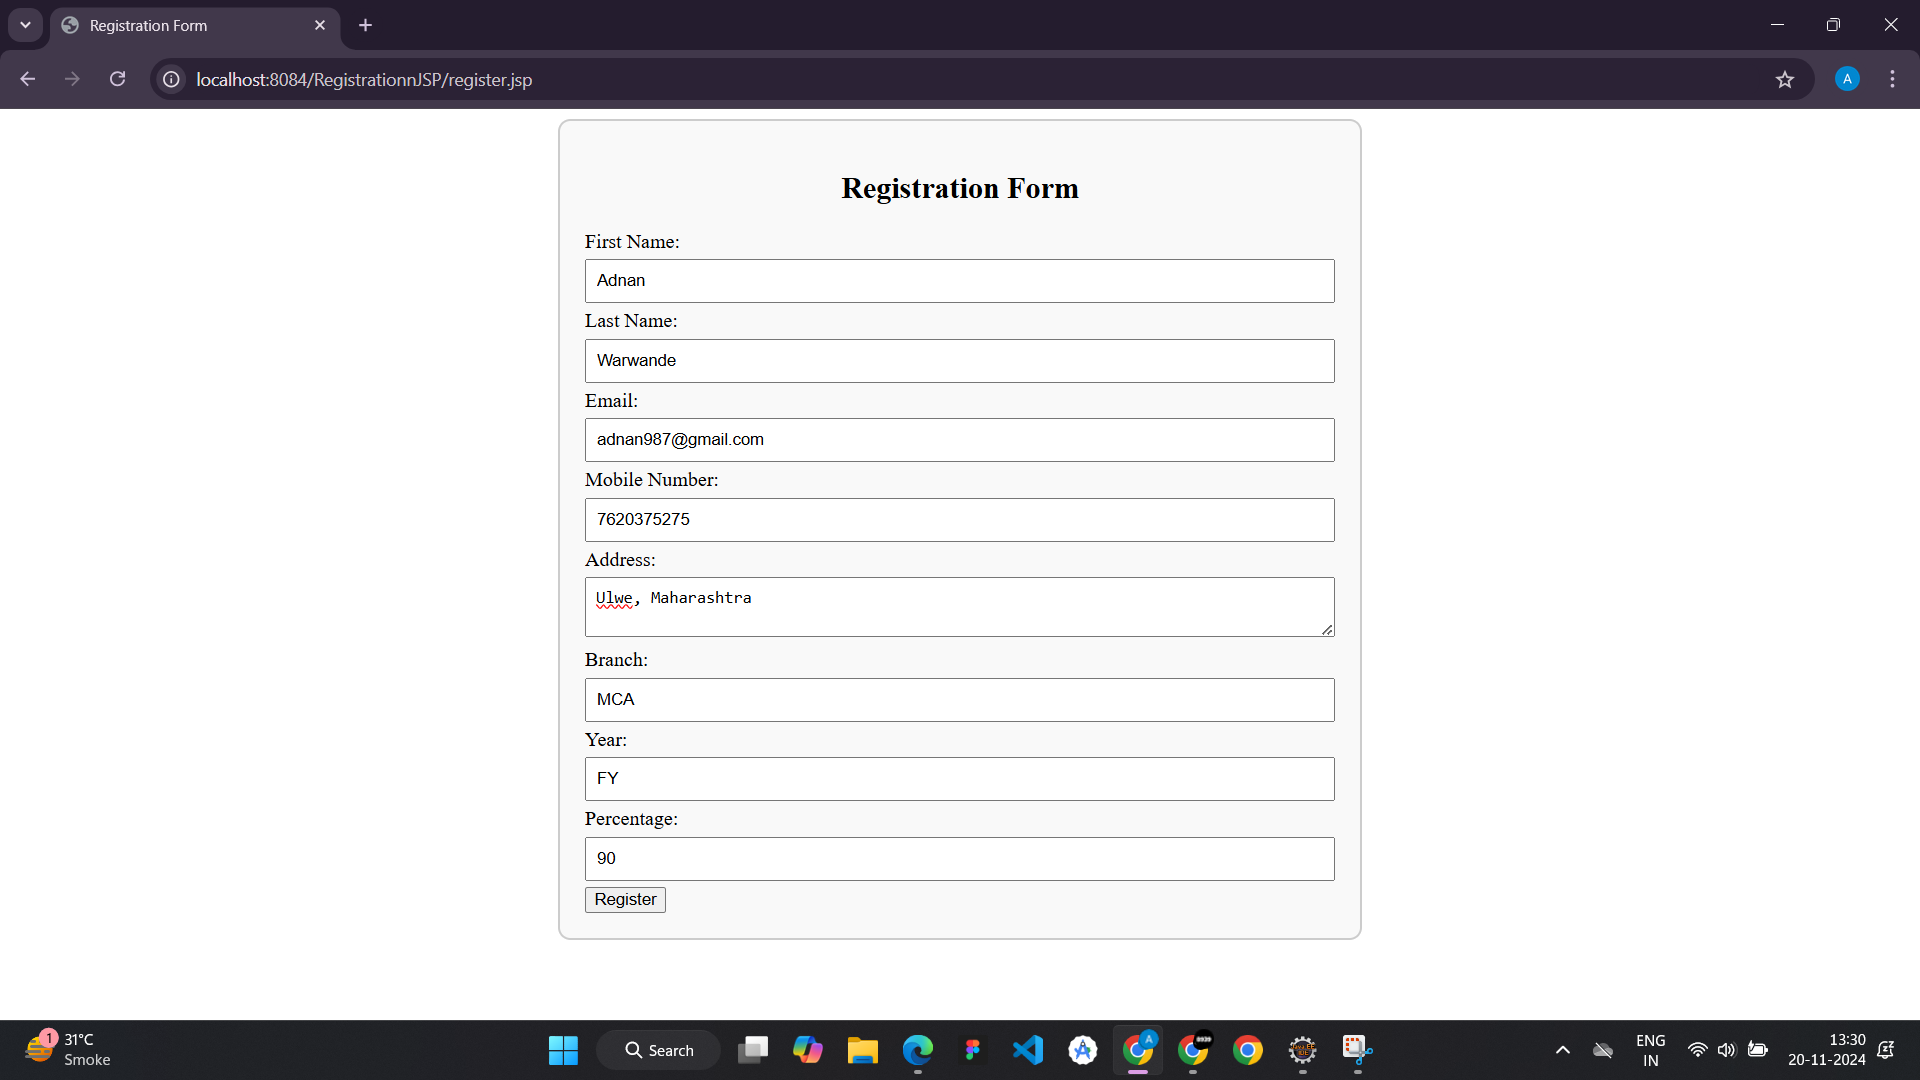 Registration Form
localhost:8084/RegistrationnJSP/register.jsp
A
Registration Form
First Name:
Adnan
Last Name:
Warwande
Email:
adnan987@gmail.com
Mobile Number:
7620375275
Address:
Ulwe, Maharashtra
Branch:
MCA
Year:
FY
Percentage:
90
Register
1
31°C
Smoke
Search
A
8939
ENG
IN
13:30
20-11-2024